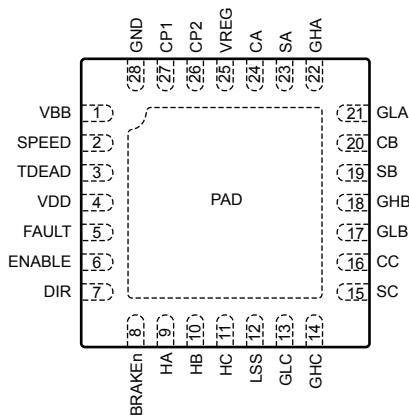 GND
CP1
CP2
VREG
CA
SA
GHA
28
27
26
25
24
23
22
VBB 1
SPEED 2
TDEAD 3
VDD 4
FAULT 5
ENABLE 6
DIR 7
PAD
21 GLA
20 CB
19 SB
18 GHB
17 GLB
16 CC
15 SC
8
9
10
11
12
13
14
BRAKEn
HA
HB
HC
LSS
GLC
GHC